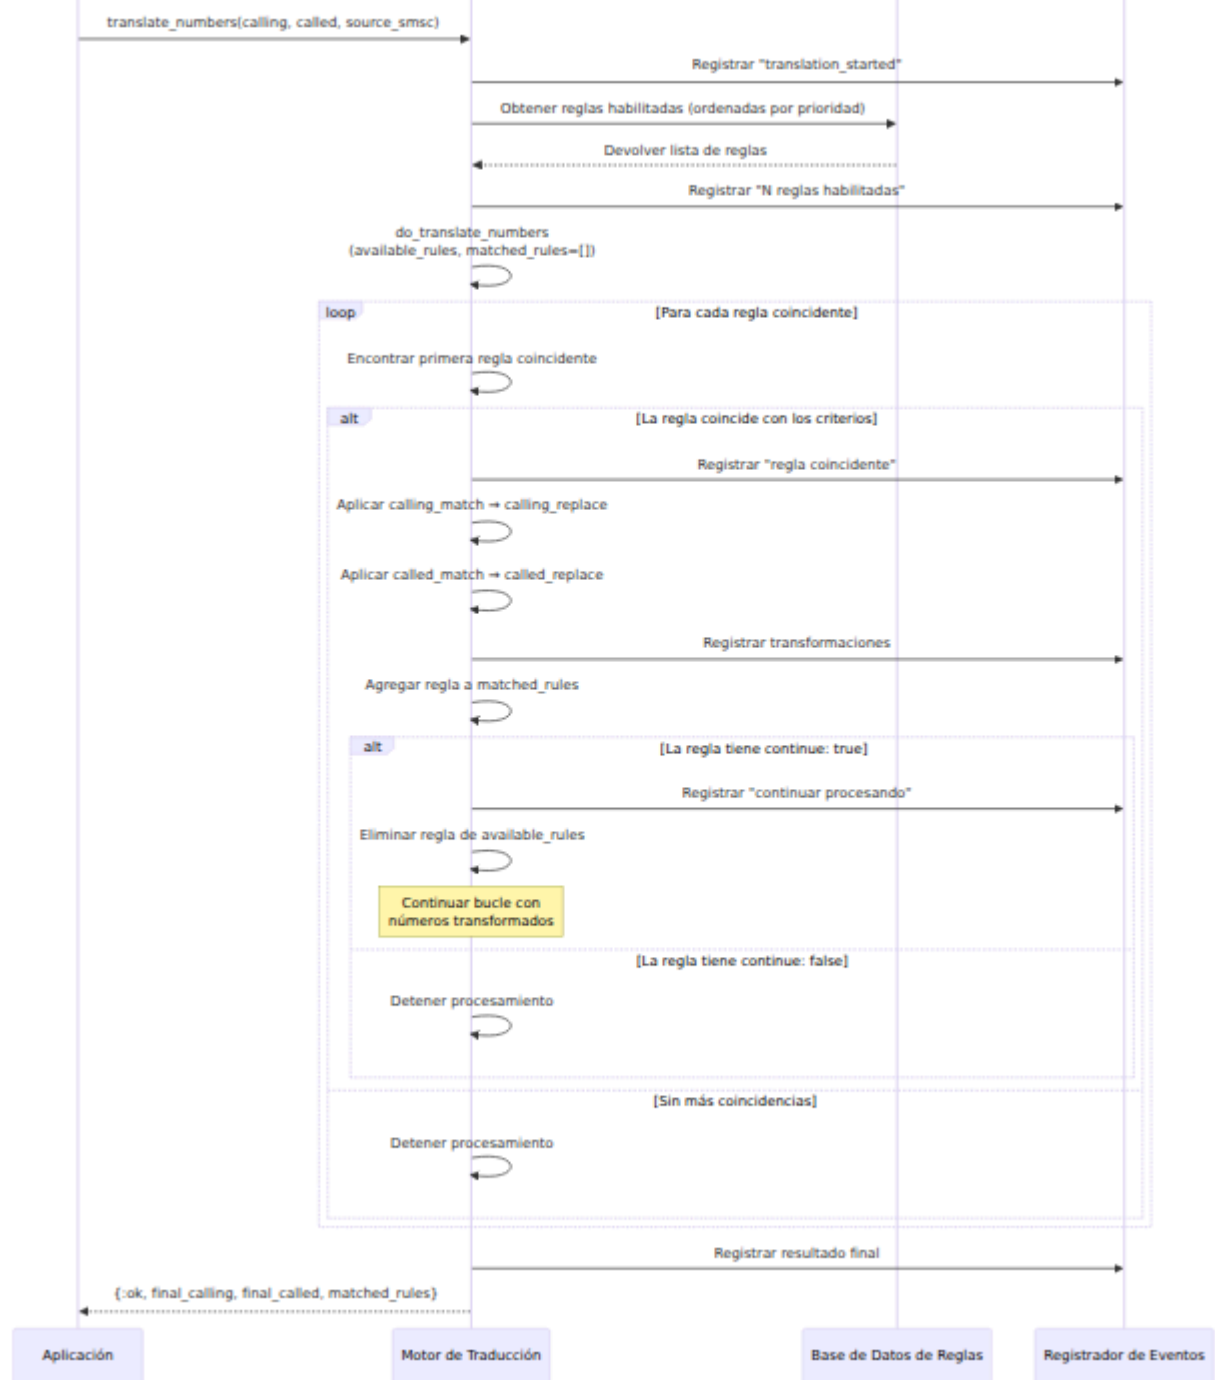 translate_numbers(calling, called, source_smsc)
Registrar "translation_started"
Obtener reglas habilitadas (ordenadas por prioridad)
Devolver lista de reglas
Registrar "N reglas habilitadas"
do_translate_numbers
(available_rules, matched_rules=[])
loop
[Para cada regla coincidente]
Encontrar primera regla coincidente
alt
[La regla coincide con los criterios]
Registrar "regla coincidente"
Aplicar calling_match → calling_replace
Aplicar called_match → called_replace
Registrar transformaciones
Agregar regla a matched_rules
alt
[La regla tiene continue: true]
Registrar "continuar procesando"
Eliminar regla de available_rules
Continuar bucle con
números transformados
[La regla tiene continue: false]
Detener procesamiento
[Sin más coincidencias]
Detener procesamiento
Registrar resultado final
{:ok, final_calling, final_called, matched_rules}
Aplicación
Motor de Traducción
Base de Datos de Reglas
Registrador de Eventos